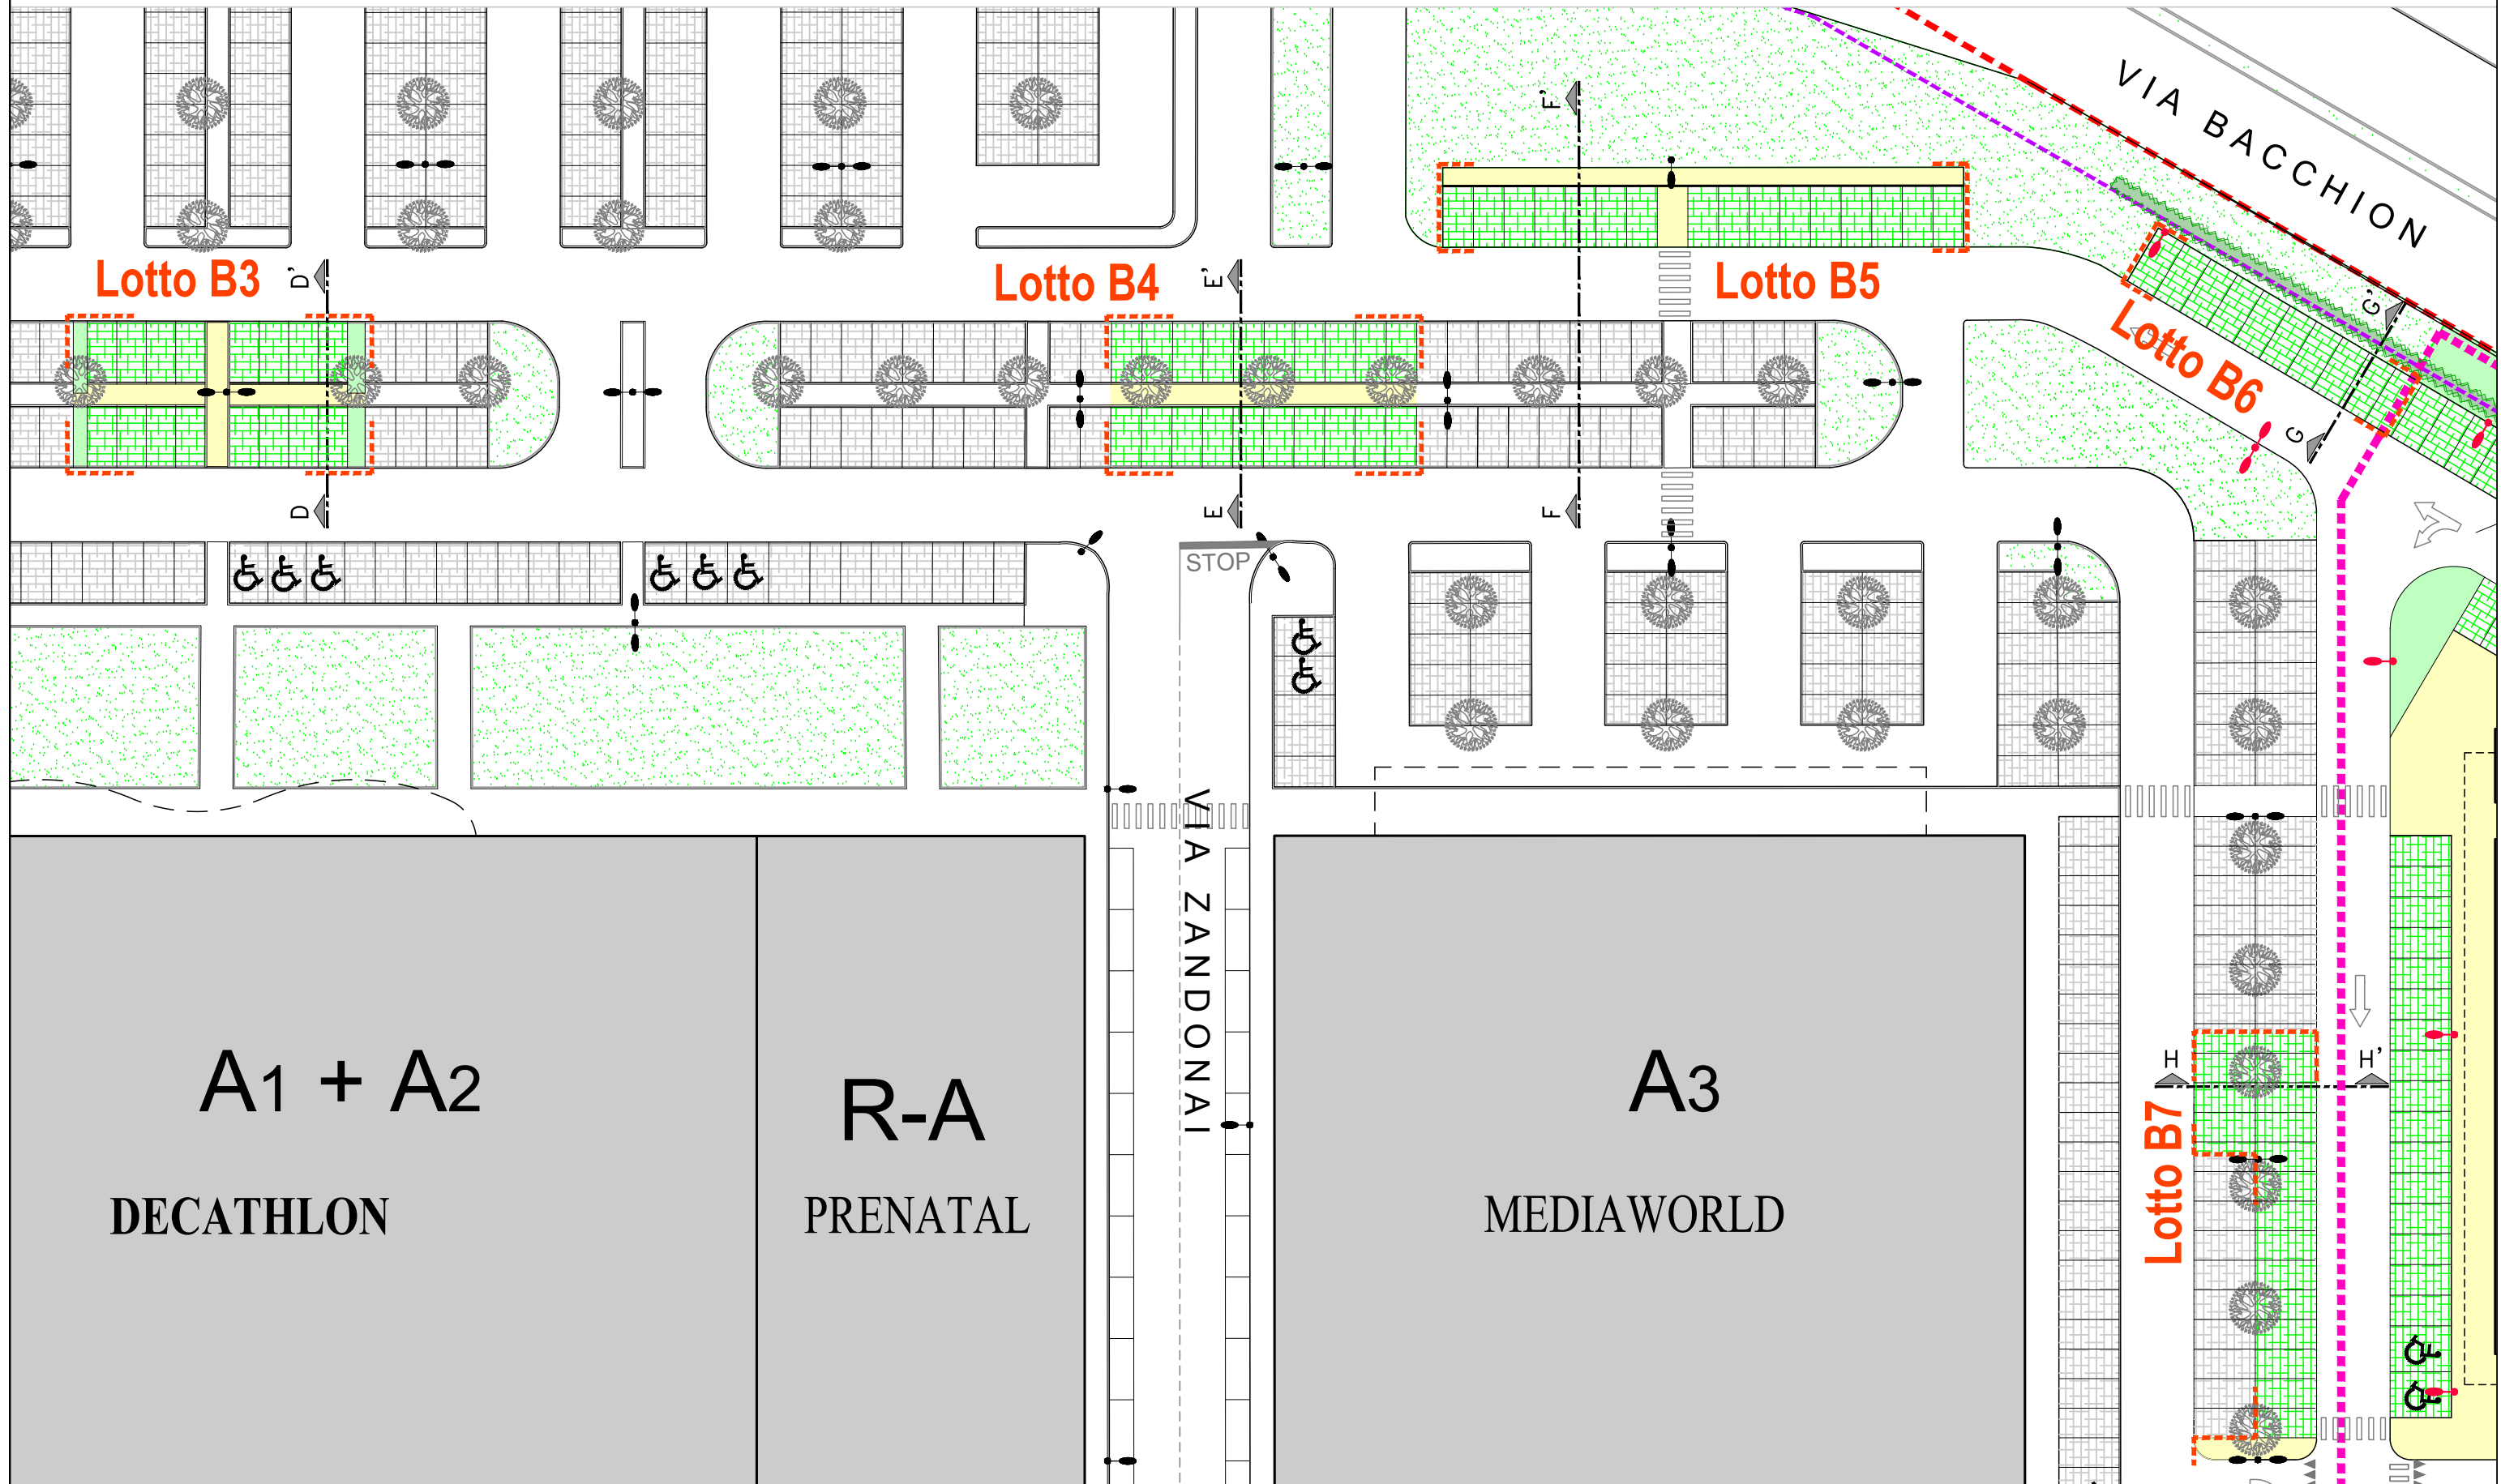 VIA BACCHION
F'
Lotto B3
D'
Lotto B4
E'
Lotto B5
G'
Lotto B6
G
D
E
F
STOP
VIA ZANDONAI
A1 + A2
DECATHLON
R-A
PRENATAL
A3
MEDIAWORLD
H
H'
Lotto B7